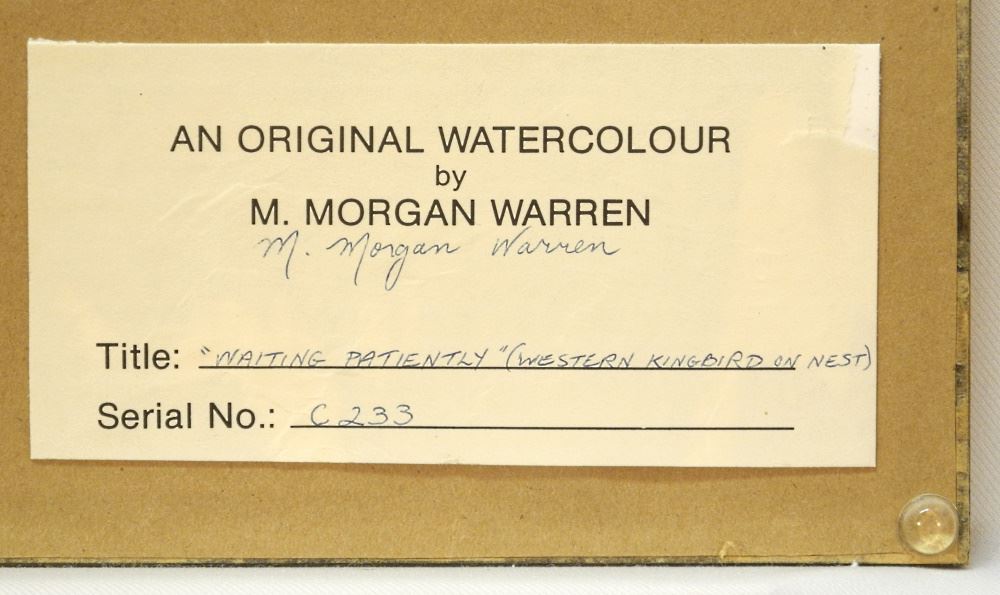 AN ORIGINAL WATERCOLOUR
by
M. MORGAN WARREN
M. Morgan Warren
Title: "WAITING PATIENTLY" (WESTERN KINGBIRD ON NEST)
Serial No.: C233